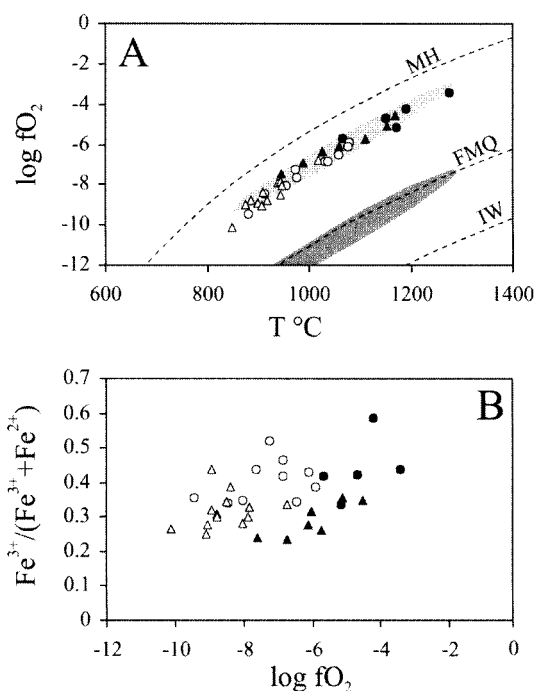 A
log fO₂
0
-2
-4
-6
-8
-10
-12
MH
FMQ
IW
600 800 1000 1200 1400
T °C
B
Fe³⁺/(Fe³⁺+Fe²⁺)
0.7
0.6
0.5
0.4
0.3
0.2
0.1
0
-12 -10 -8 -6 -4 -2 0
log fO₂